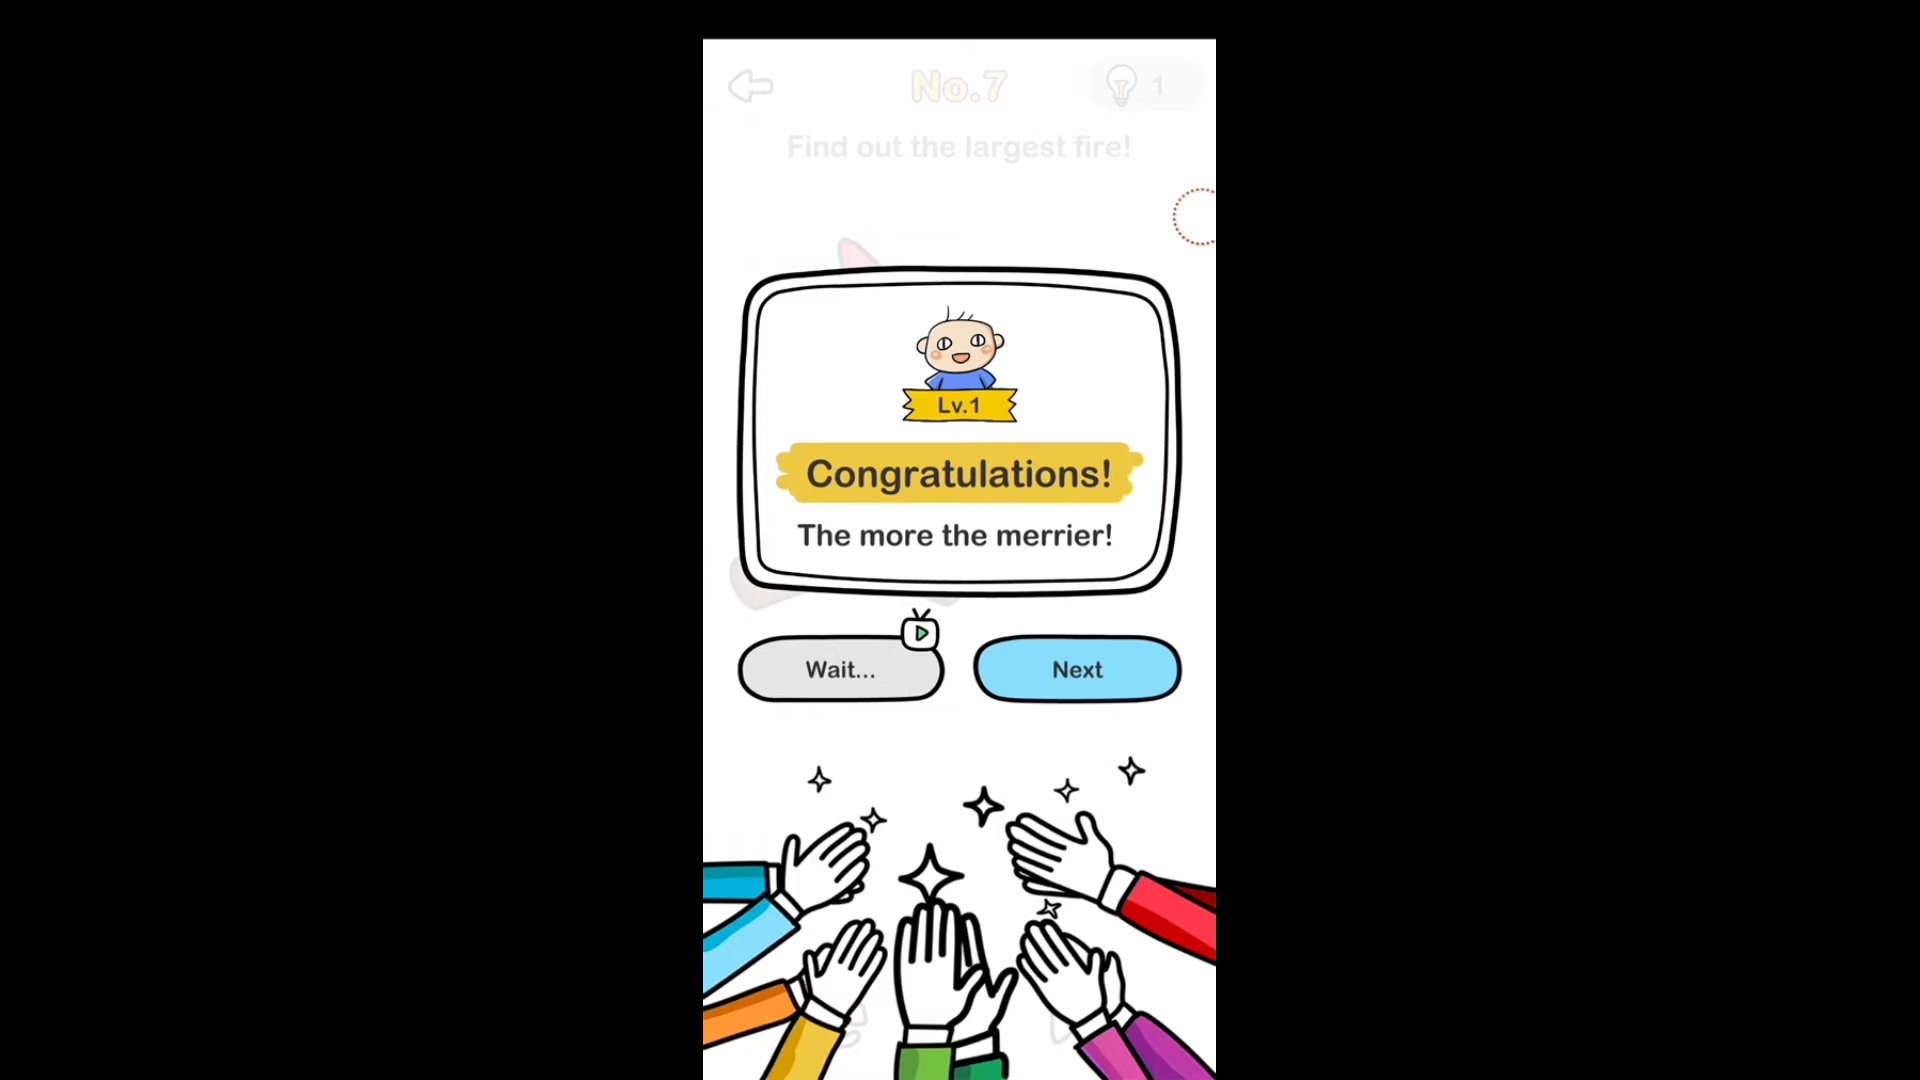 No.7
1
Find out the largest fire!
Lv.1
Congratulations!
The more the merrier!
Wait...
Next